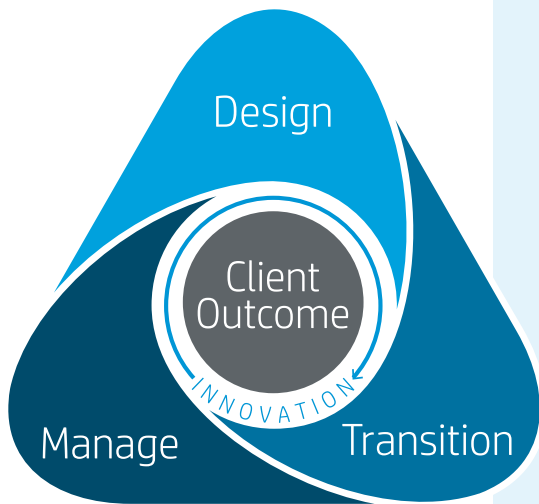 Design
Client
Outcome
INNOVATION
Manage
Transition